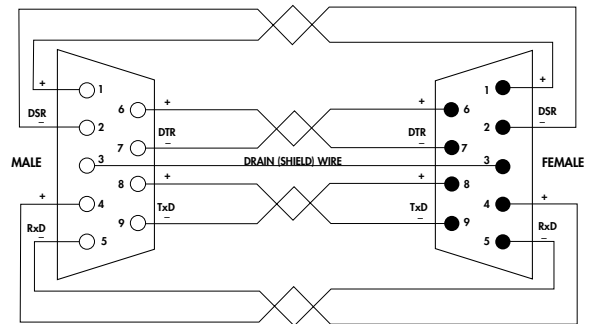 + 1 1 +
DSR 6 + + 6 DSR
− 2 2 −
7 DTR − DTR − 7
MALE 3 DRAIN (SHIELD) WIRE 3 FEMALE
8 + + 8
+ 4 4 +
RxD 9 TxD − TxD − 9 RxD
− 5 5 −